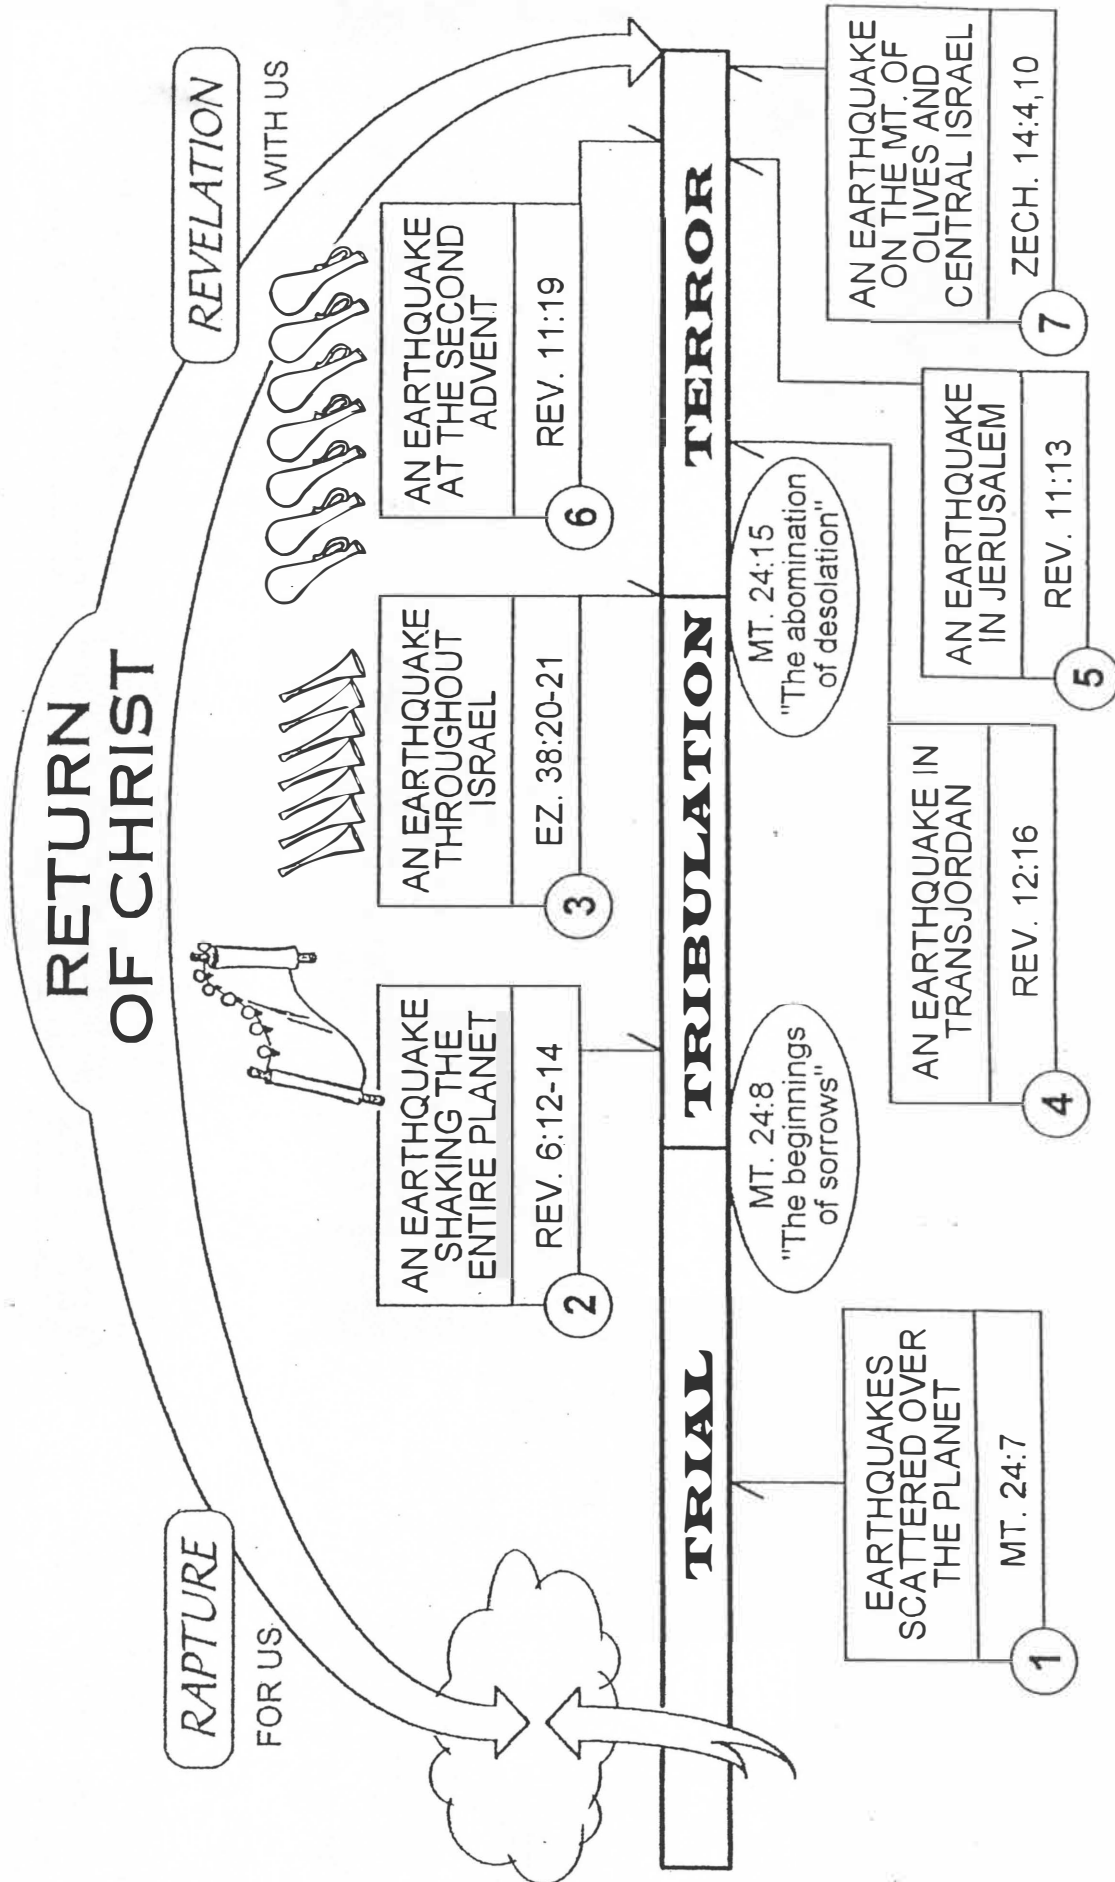 RETURN
OF CHRIST
RAPTURE
FOR US
REVELATION
WITH US
AN EARTHQUAKE
SHAKING THE
ENTIRE PLANET
REV. 6:12-14
2
AN EARTHQUAKE
THROUGHOUT
ISRAEL
EZ. 38:20-21
3
AN EARTHQUAKE
AT THE SECOND
ADVENT
REV. 11:19
6
TRIAL
TRIBULATION
TERROR
MT. 24:8
"The beginnings
of sorrows"
MT. 24:15
"The abomination
of desolation"
EARTHQUAKES
SCATTERED OVER
THE PLANET
MT. 24:7
1
AN EARTHQUAKE IN
TRANSJORDAN
REV. 12:16
4
AN EARTHQUAKE
IN JERUSALEM
REV. 11:13
5
AN EARTHQUAKE
ON THE MT. OF
OLIVES AND
CENTRAL ISRAEL
ZECH. 14:4,10
7